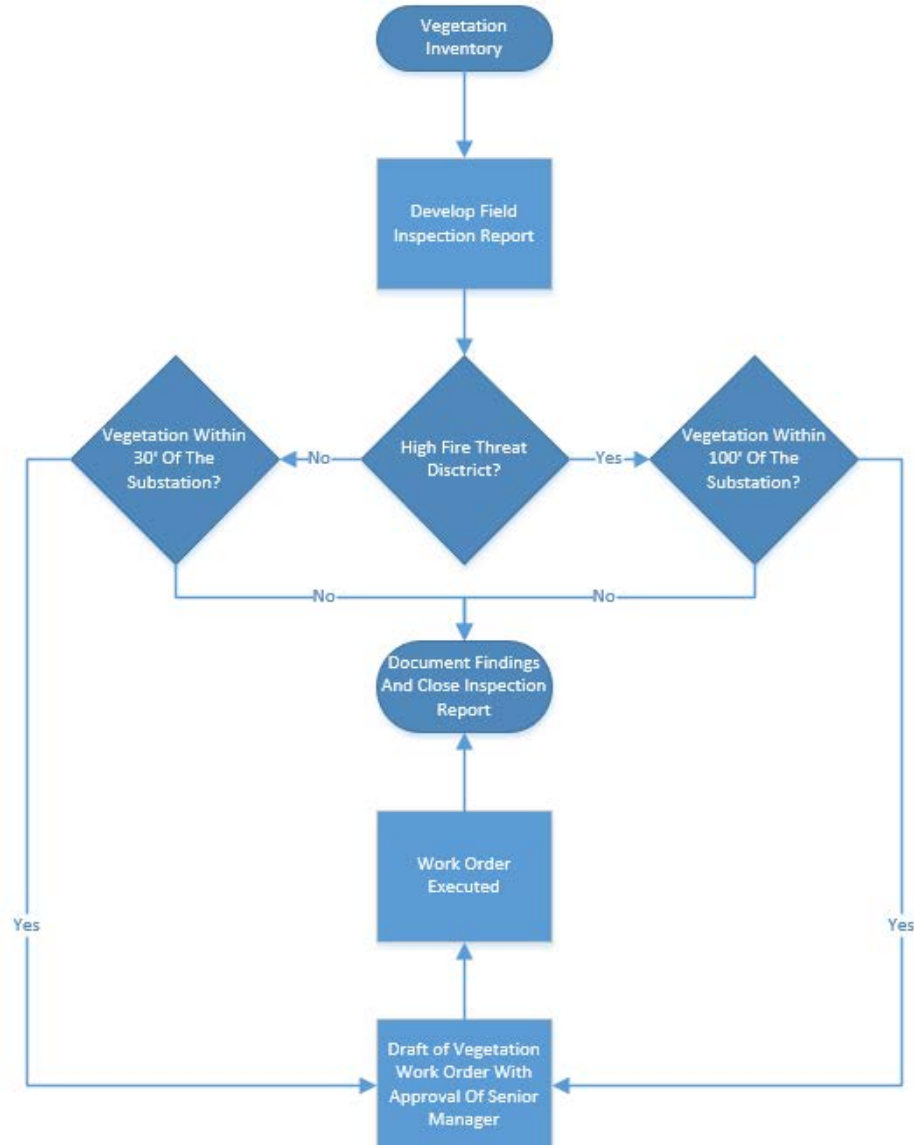 Vegetation
Inventory
Develop Field
Inspection Report
Vegetation Within
30' Of The
Substation?
No
High Fire Threat
Disctrict?
Yes
Vegetation Within
100' Of The
Substation?
No
No
Document Findings
And Close Inspection
Report
Work Order
Executed
Yes
Yes
Draft of Vegetation
Work Order With
Approval Of Senior
Manager